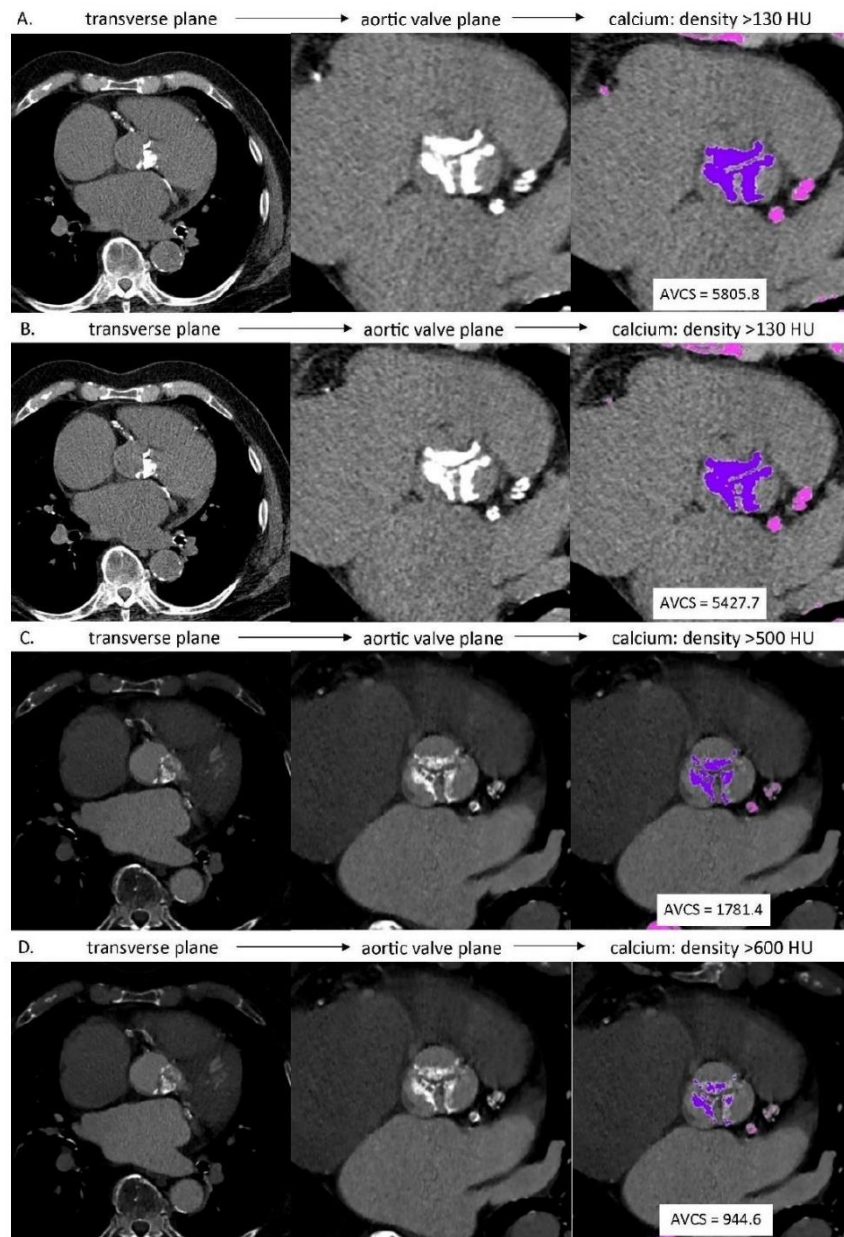 A. transverse plane → aortic valve plane → calcium: density >130 HU
AVCS = 5805.8
B. transverse plane → aortic valve plane → calcium: density >130 HU
AVCS = 5427.7
C. transverse plane → aortic valve plane → calcium: density >500 HU
AVCS = 1781.4
D. transverse plane → aortic valve plane → calcium: density >600 HU
AVCS = 944.6